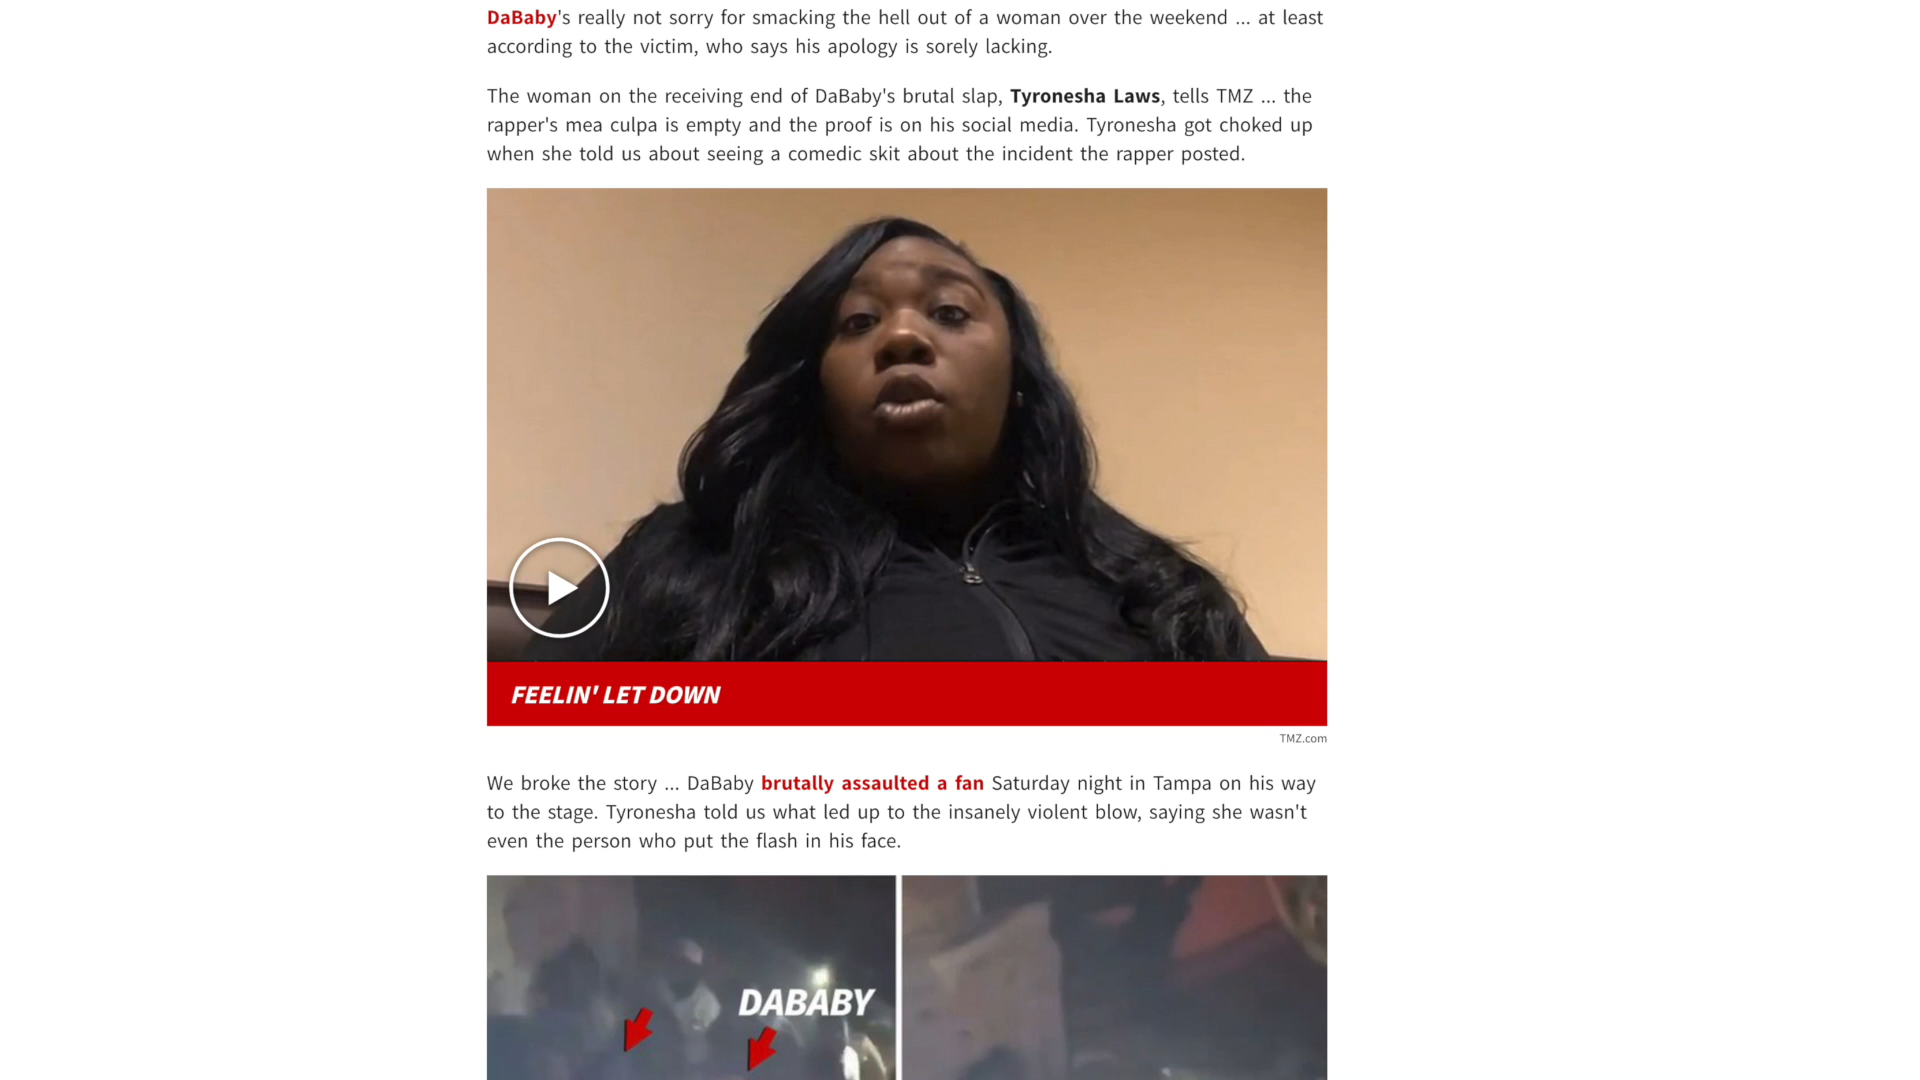 DaBaby's really not sorry for smacking the hell out of a woman over the weekend ... at least
according to the victim, who says his apology is sorely lacking.
The woman on the receiving end of DaBaby's brutal slap, Tyronesha Laws, tells TMZ ... the
rapper's mea culpa is empty and the proof is on his social media. Tyronesha got choked up
when she told us about seeing a comedic skit about the incident the rapper posted.
FEELIN' LET DOWN
TMZ.com
We broke the story ... DaBaby brutally assaulted a fan Saturday night in Tampa on his way
to the stage. Tyronesha told us what led up to the insanely violent blow, saying she wasn't
even the person who put the flash in his face.
DABABY